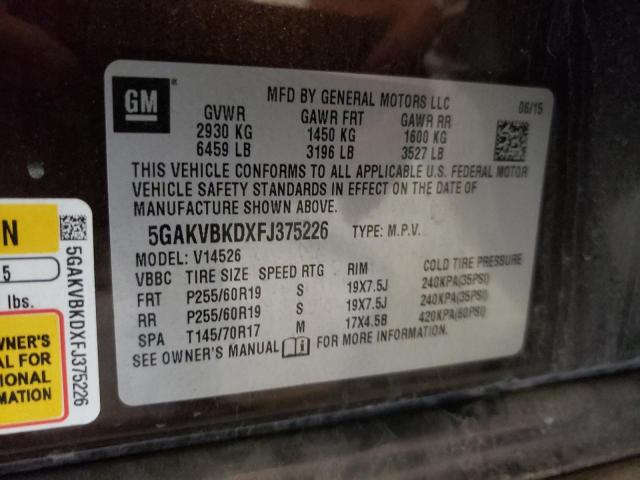 GM
MFD BY GENERAL MOTORS LLC
06/15
GVWR GAWR FRT GAWR RR
2930 KG 1450 KG 1600 KG
6459 LB 3196 LB 3527 LB
THIS VEHICLE CONFORMS TO ALL APPLICABLE U.S. FEDERAL MOTOR
VEHICLE SAFETY STANDARDS IN EFFECT ON THE DATE OF
MANUFACTURE SHOWN ABOVE.
5GAKVBKDXFJ375226 TYPE: M.P.V.
MODEL: V14526
VBBC TIRE SIZE SPEED RTG RIM COLD TIRE PRESSURE
FRT P255/60R19 S 19X7.5J 240KPA(35PSI)
RR P255/60R19 S 19X7.5J 240KPA(35PSI)
SPA T145/70R17 M 17X4.5B 420KPA(60PSI)
SEE OWNER'S MANUAL i FOR MORE INFORMATION.
N
5
lbs.
WNER'S
AL FOR
IONAL
MATION
5GAKVBKDXFJ375226